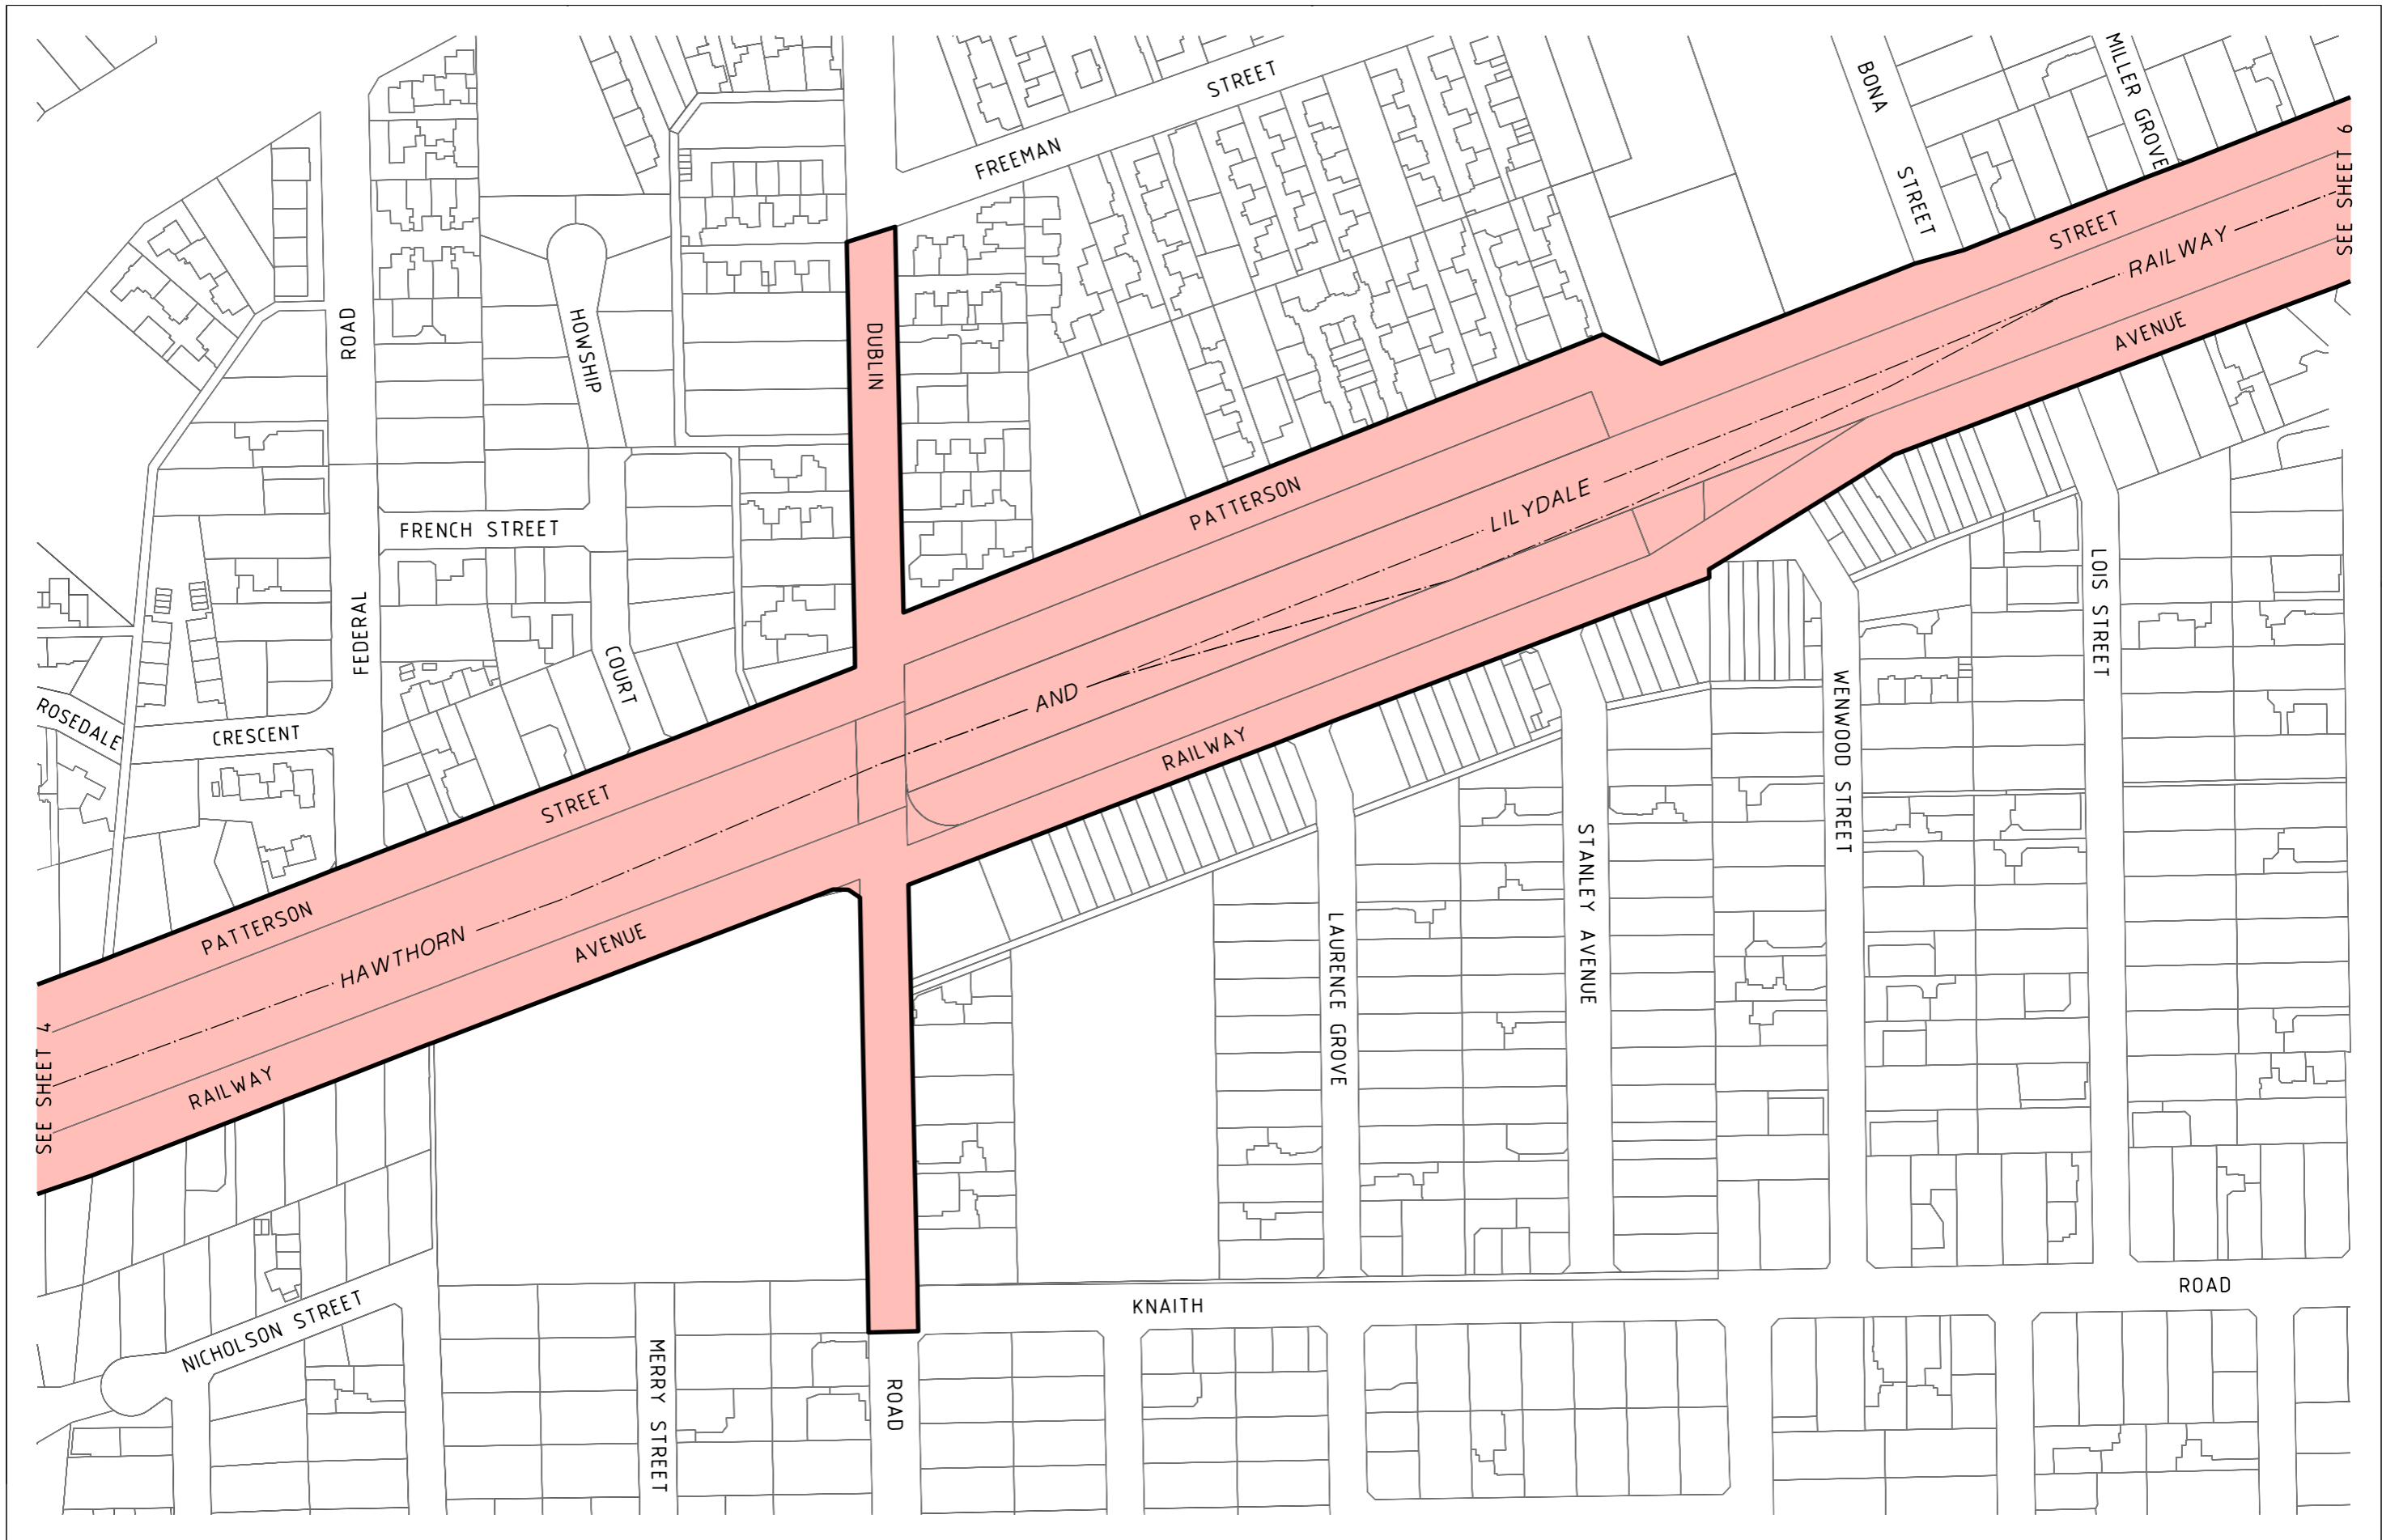 STREET
FREEMAN
BONA
STREET
MILLER GROVE
SEE SHEET 6
STREET
RAILWAY
AVENUE
ROAD
HOWSHIP
DUBLIN
PATTERSON
LILYDALE
FRENCH STREET
FEDERAL
COURT
ROSEDALE
CRESCENT
AND
RAILWAY
STREET
LOIS STREET
WENWOOD STREET
STANLEY AVENUE
LAURENCE GROVE
PATTERSON
HAWTHORN
AVENUE
RAILWAY
SEE SHEET 4
NICHOLSON STREET
MERRY STREET
ROAD
KNAITH
ROAD